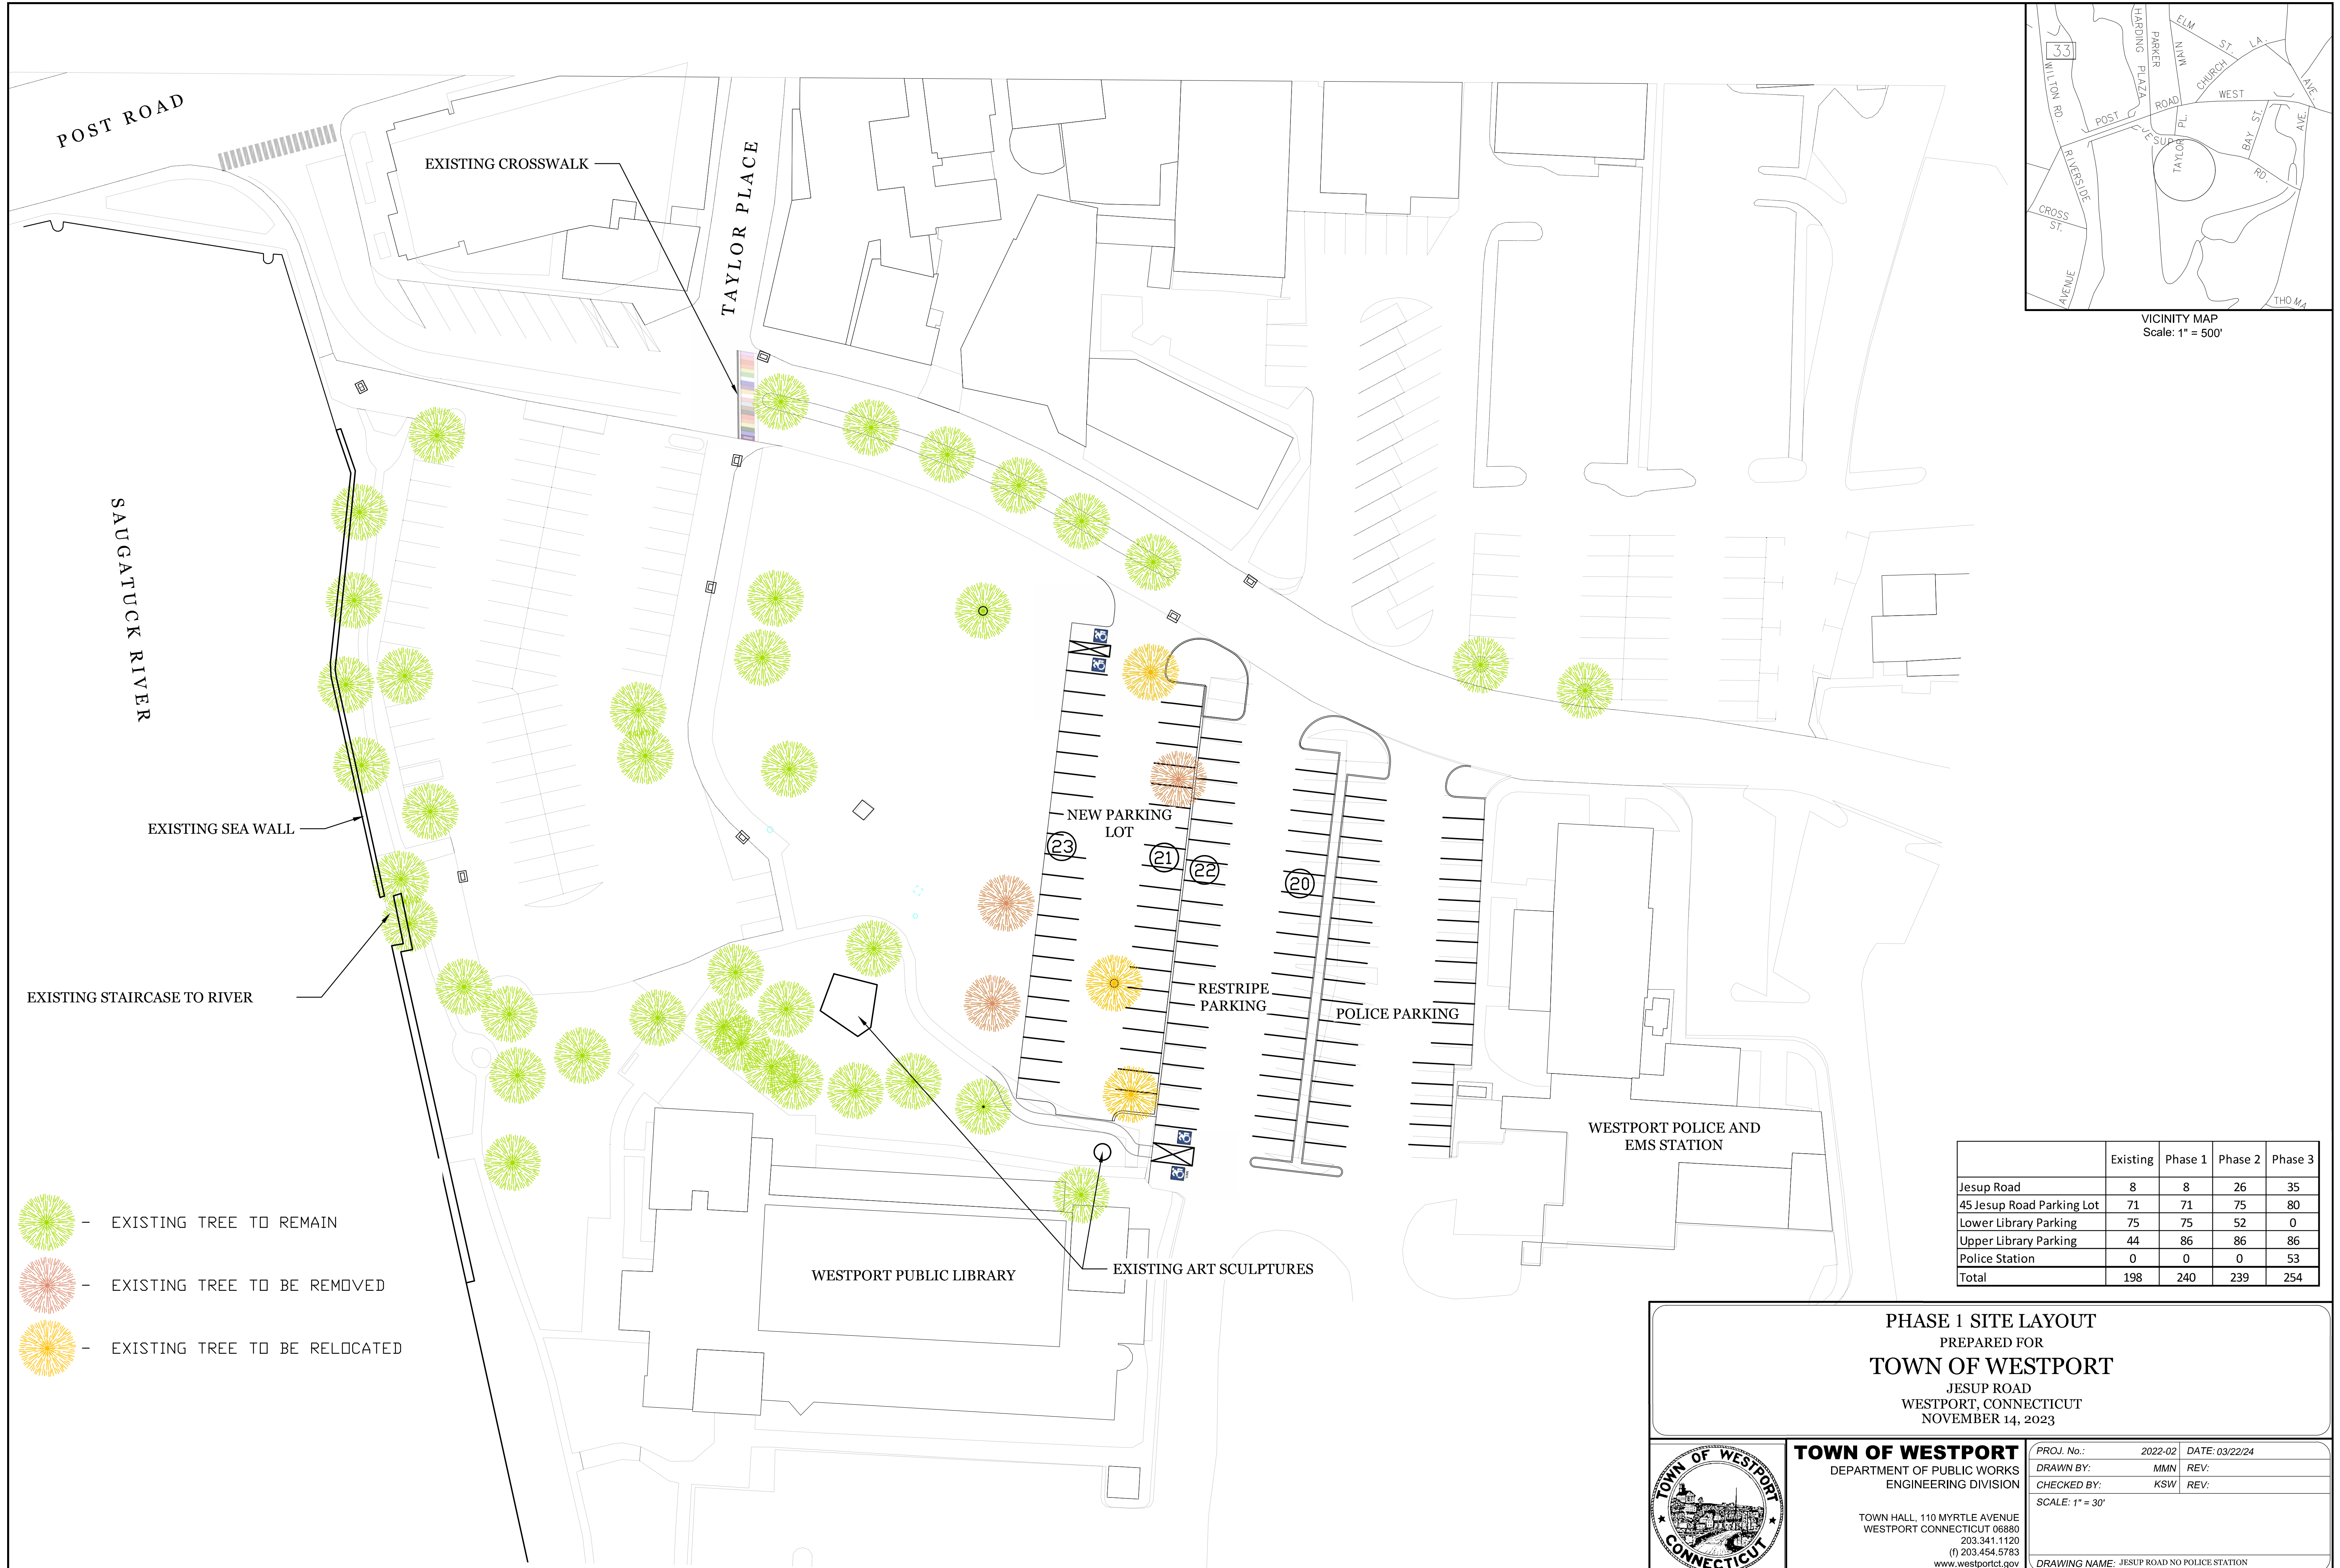 POST ROAD
EXISTING CROSSWALK
TAYLOR PLACE
SAUGATUCK RIVER
EXISTING SEA WALL
EXISTING STAIRCASE TO RIVER
NEW PARKING
LOT
23
21
22
20
RESTRIPE
PARKING
POLICE PARKING
WESTPORT POLICE AND
EMS STATION
WESTPORT PUBLIC LIBRARY
EXISTING ART SCULPTURES
- EXISTING TREE TO REMAIN
- EXISTING TREE TO BE REMOVED
- EXISTING TREE TO BE RELOCATED
33
WILTON RD.
HARDING PLAZA
PARKER
MAIN
ELM ST.
LA.
CHURCH
AVE.
WEST
POST ROAD
JESUP
TAYLOR PL.
BAY ST.
AVE.
RD.
RIVERSIDE
AVENUE
CROSS
ST.
THOMA
VICINITY MAP
Scale: 1" = 500'
Existing Phase 1 Phase 2 Phase 3
Jesup Road 8 8 26 35
45 Jesup Road Parking Lot 71 71 75 80
Lower Library Parking 75 75 52 0
Upper Library Parking 44 86 86 86
Police Station 0 0 0 53
Total 198 240 239 254
PHASE 1 SITE LAYOUT
PREPARED FOR
TOWN OF WESTPORT
JESUP ROAD
WESTPORT, CONNECTICUT
NOVEMBER 14, 2023
TOWN OF WESTPORT
CONNECTICUT
TOWN OF WESTPORT
DEPARTMENT OF PUBLIC WORKS
ENGINEERING DIVISION
TOWN HALL, 110 MYRTLE AVENUE
WESTPORT CONNECTICUT 06880
203.341.1120
(f) 203.454.5783
www.westportct.gov
PROJ. No.: 2022-02 DATE: 03/22/24
DRAWN BY: MMN REV:
CHECKED BY: KSW REV:
SCALE: 1" = 30'
DRAWING NAME: JESUP ROAD NO POLICE STATION